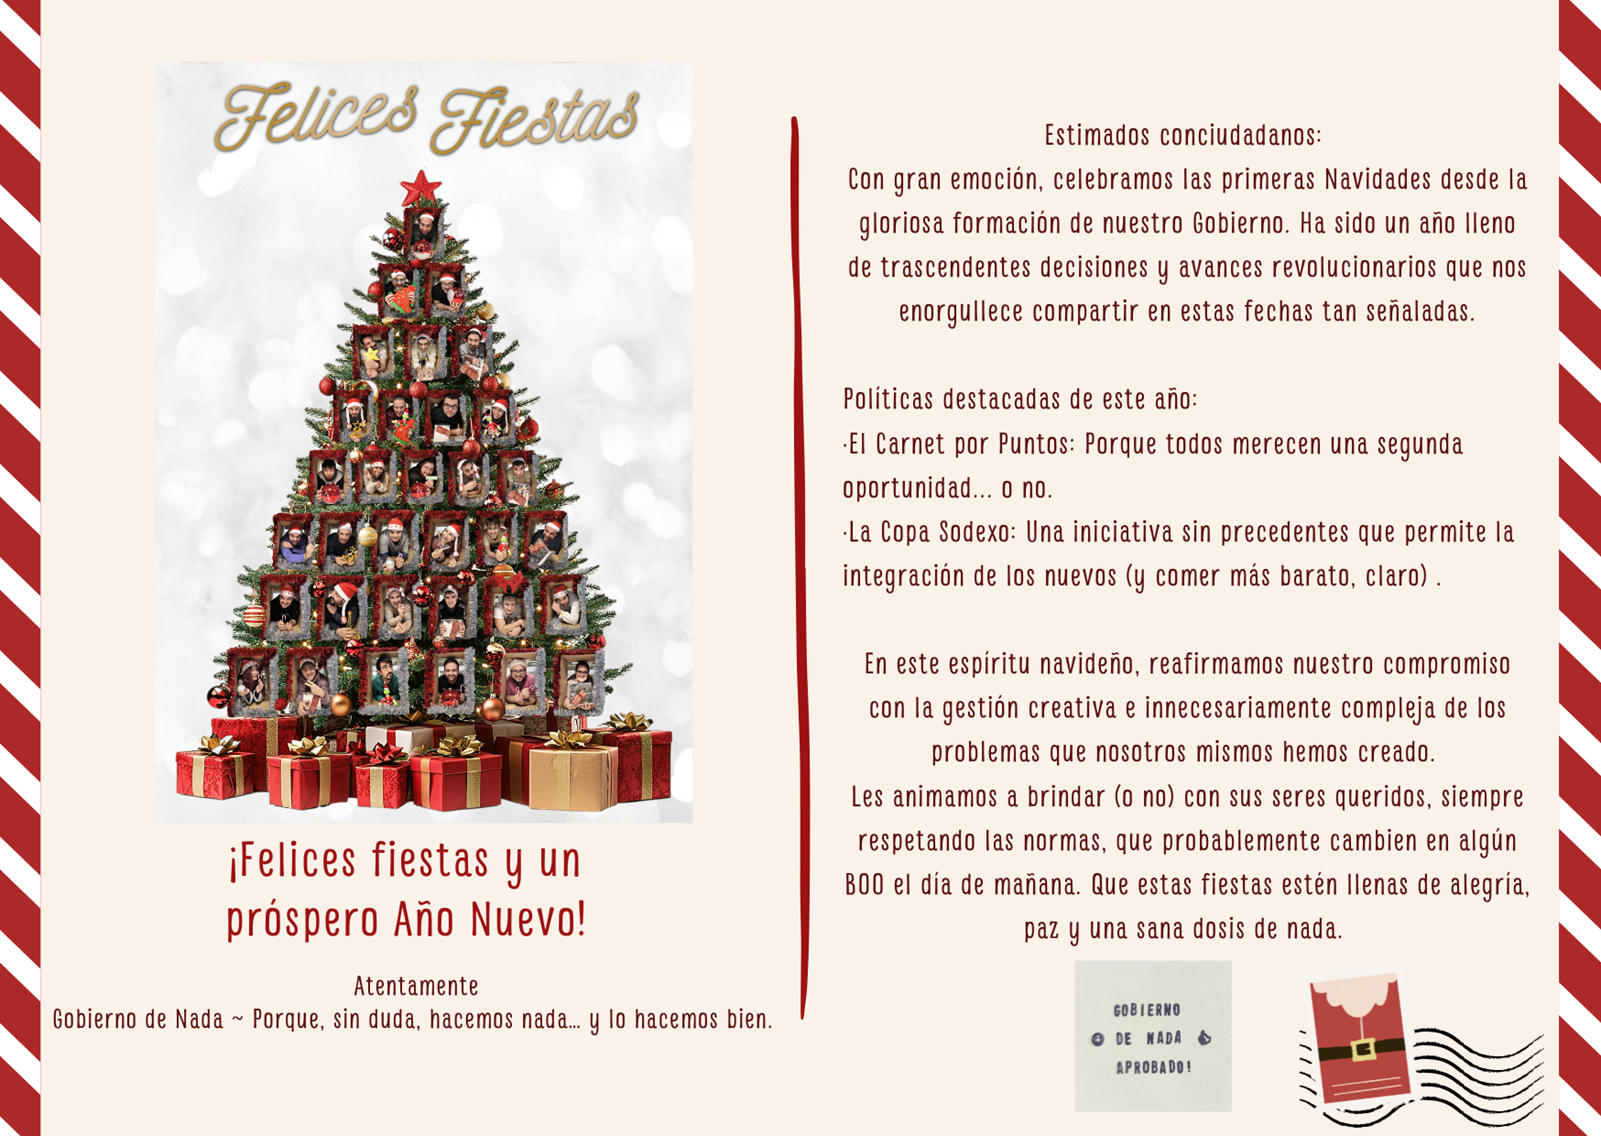 Felices Fiestas
¡Felices fiestas y un
próspero Año Nuevo!
Atentamente
Gobierno de Nada ~ Porque, sin duda, hacemos nada... y lo hacemos bien.
Estimados conciudadanos:
Con gran emoción, celebramos las primeras Navidades desde la
gloriosa formación de nuestro Gobierno. Ha sido un año lleno
de trascendentes decisiones y avances revolucionarios que nos
enorgullece compartir en estas fechas tan señaladas.
Políticas destacadas de este año:
·El Carnet por Puntos: Porque todos merecen una segunda
oportunidad... o no.
·La Copa Sodexo: Una iniciativa sin precedentes que permite la
integración de los nuevos (y comer más barato, claro) .
En este espíritu navideño, reafirmamos nuestro compromiso
con la gestión creativa e innecesariamente compleja de los
problemas que nosotros mismos hemos creado.
Les animamos a brindar (o no) con sus seres queridos, siempre
respetando las normas, que probablemente cambien en algún
BOO el día de mañana. Que estas fiestas estén llenas de alegría,
paz y una sana dosis de nada.
GOBIERNO
DE NADA
APROBADO!